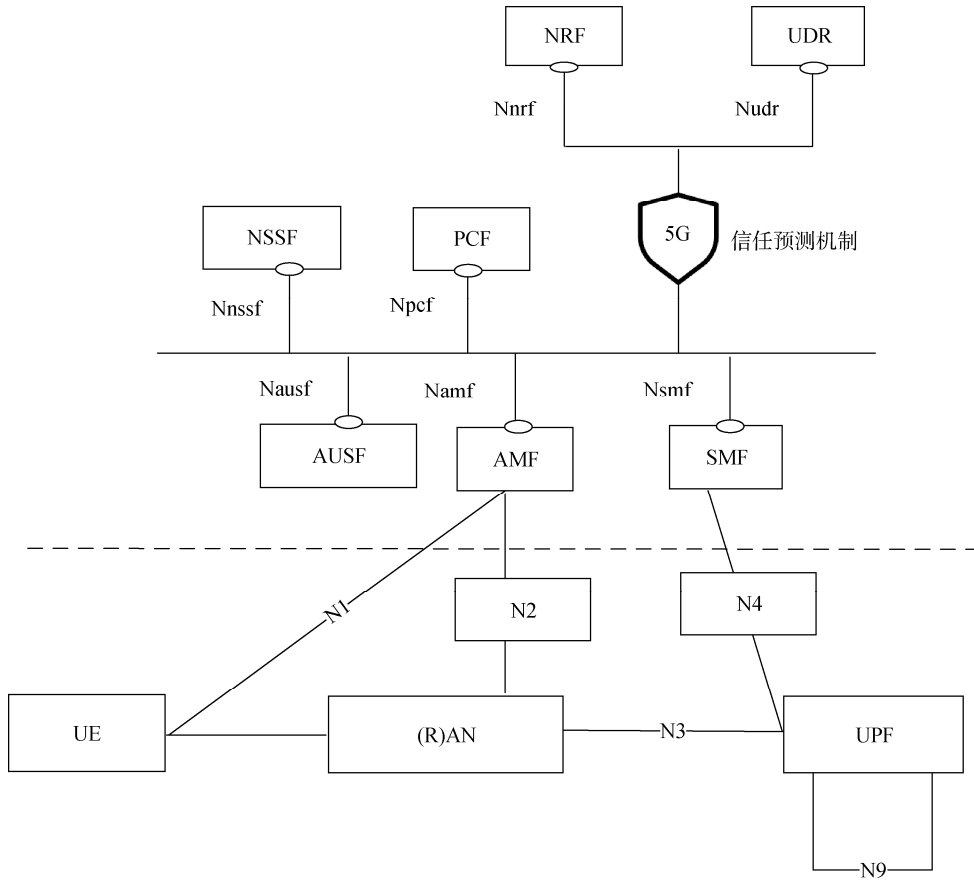 NRF
UDR
Nnrf
Nudr
NSSF
PCF
5G
信任预测机制
Nnssf
Npcf
Nausf
Namf
Nsmf
AUSF
AMF
SMF
N1
N2
N4
UE
(R)AN
N3
UPF
N9